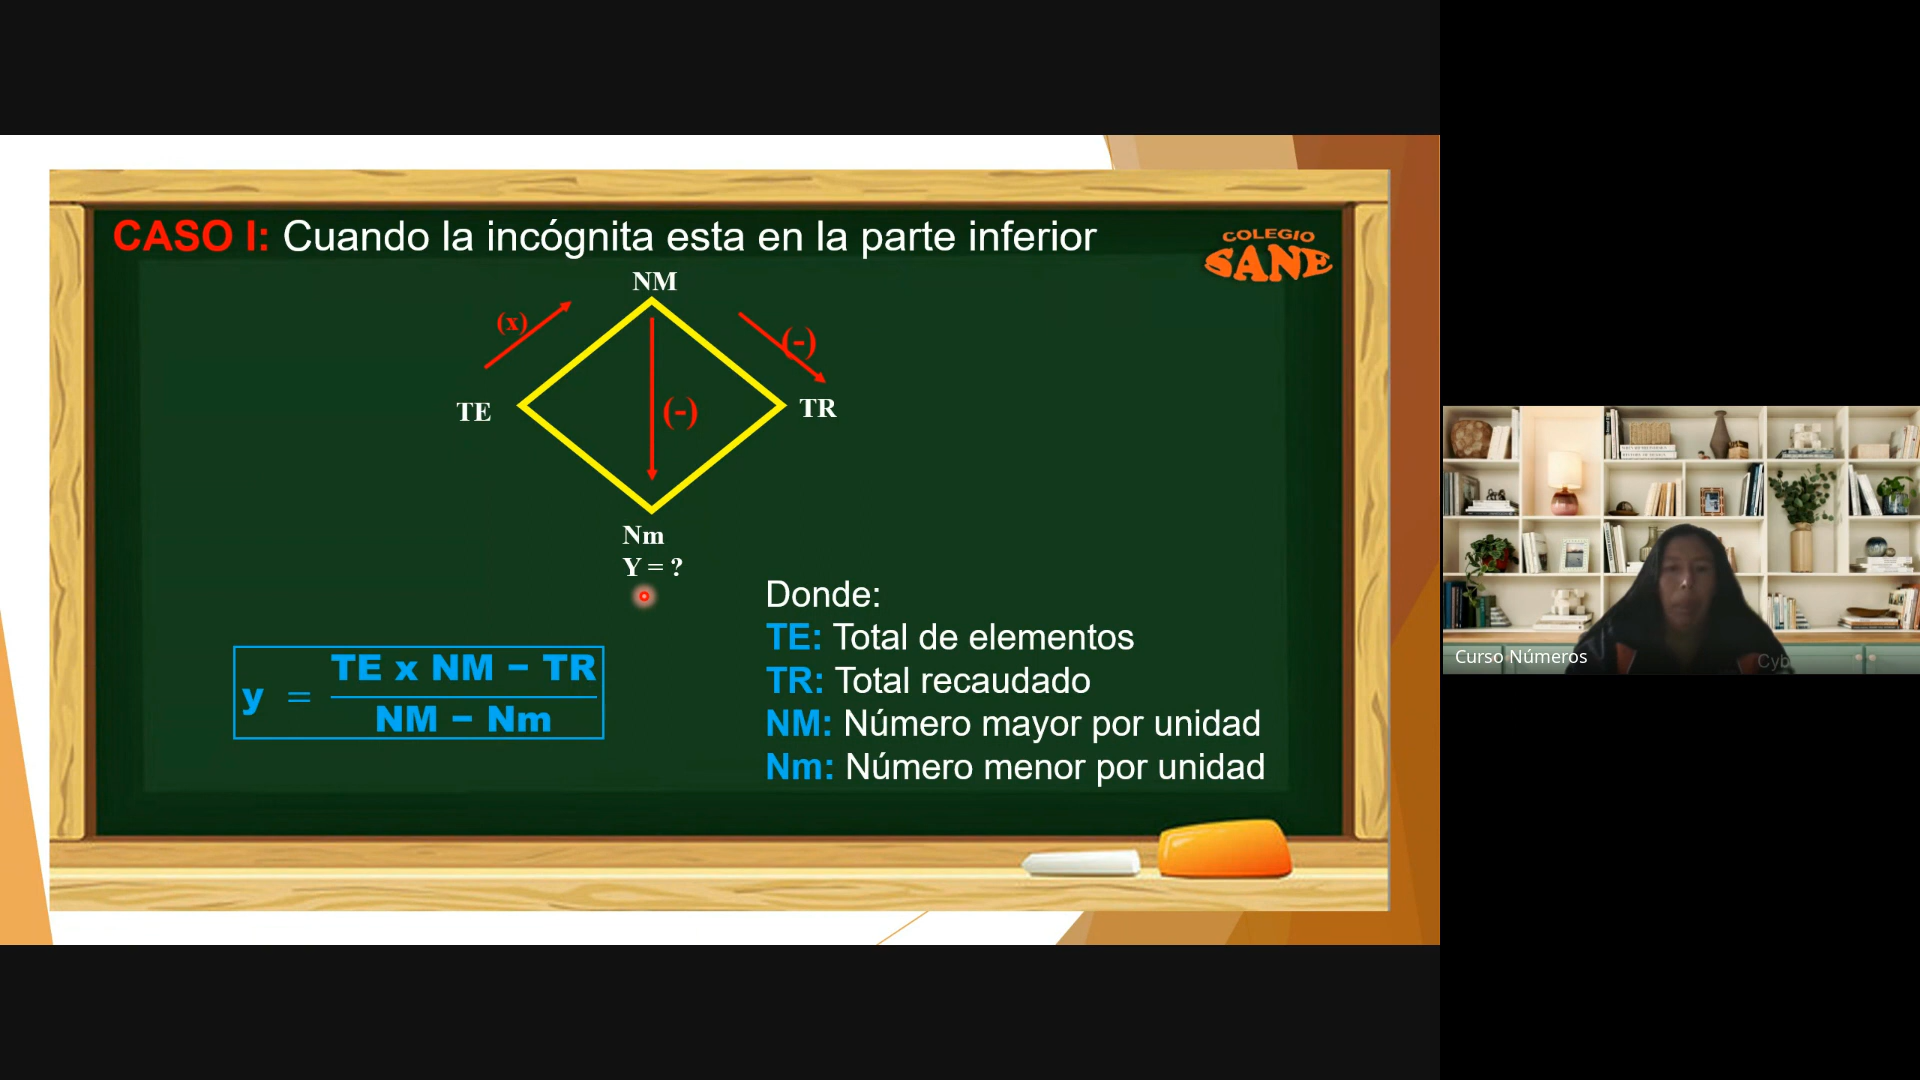 CASO I: Cuando la incógnita esta en la parte inferior
COLEGIO
SANE
NM
(x)
(-)
TE
(-)
TR
Nm
Y = ?
y = TE x NM – TR
NM – Nm
Donde:
TE: Total de elementos
TR: Total recaudado
NM: Número mayor por unidad
Nm: Número menor por unidad
Curso Números